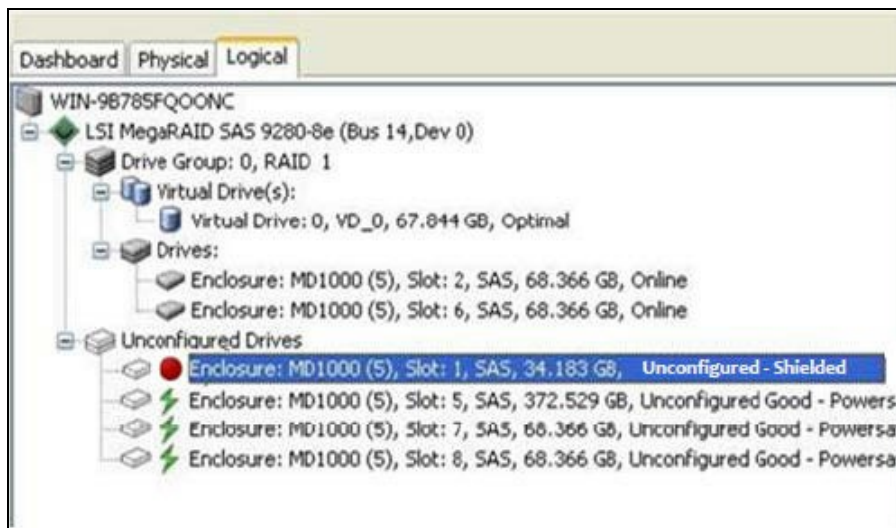 Dashboard Physical Logical
WIN-9B785FQOONC
LSI MegaRAID SAS 9280-8e (Bus 14,Dev 0)
Drive Group: 0, RAID 1
Virtual Drive(s):
Virtual Drive: 0, VD_0, 67.844 GB, Optimal
Drives:
Enclosure: MD1000 (5), Slot: 2, SAS, 68.366 GB, Online
Enclosure: MD1000 (5), Slot: 6, SAS, 68.366 GB, Online
Unconfigured Drives
Enclosure: MD1000 (5), Slot: 1, SAS, 34.183 GB, Unconfigured - Shielded
Enclosure: MD1000 (5), Slot: 5, SAS, 372.529 GB, Unconfigured Good - Powers
Enclosure: MD1000 (5), Slot: 7, SAS, 68.366 GB, Unconfigured Good - Powersa
Enclosure: MD1000 (5), Slot: 8, SAS, 68.366 GB, Unconfigured Good - Powersa